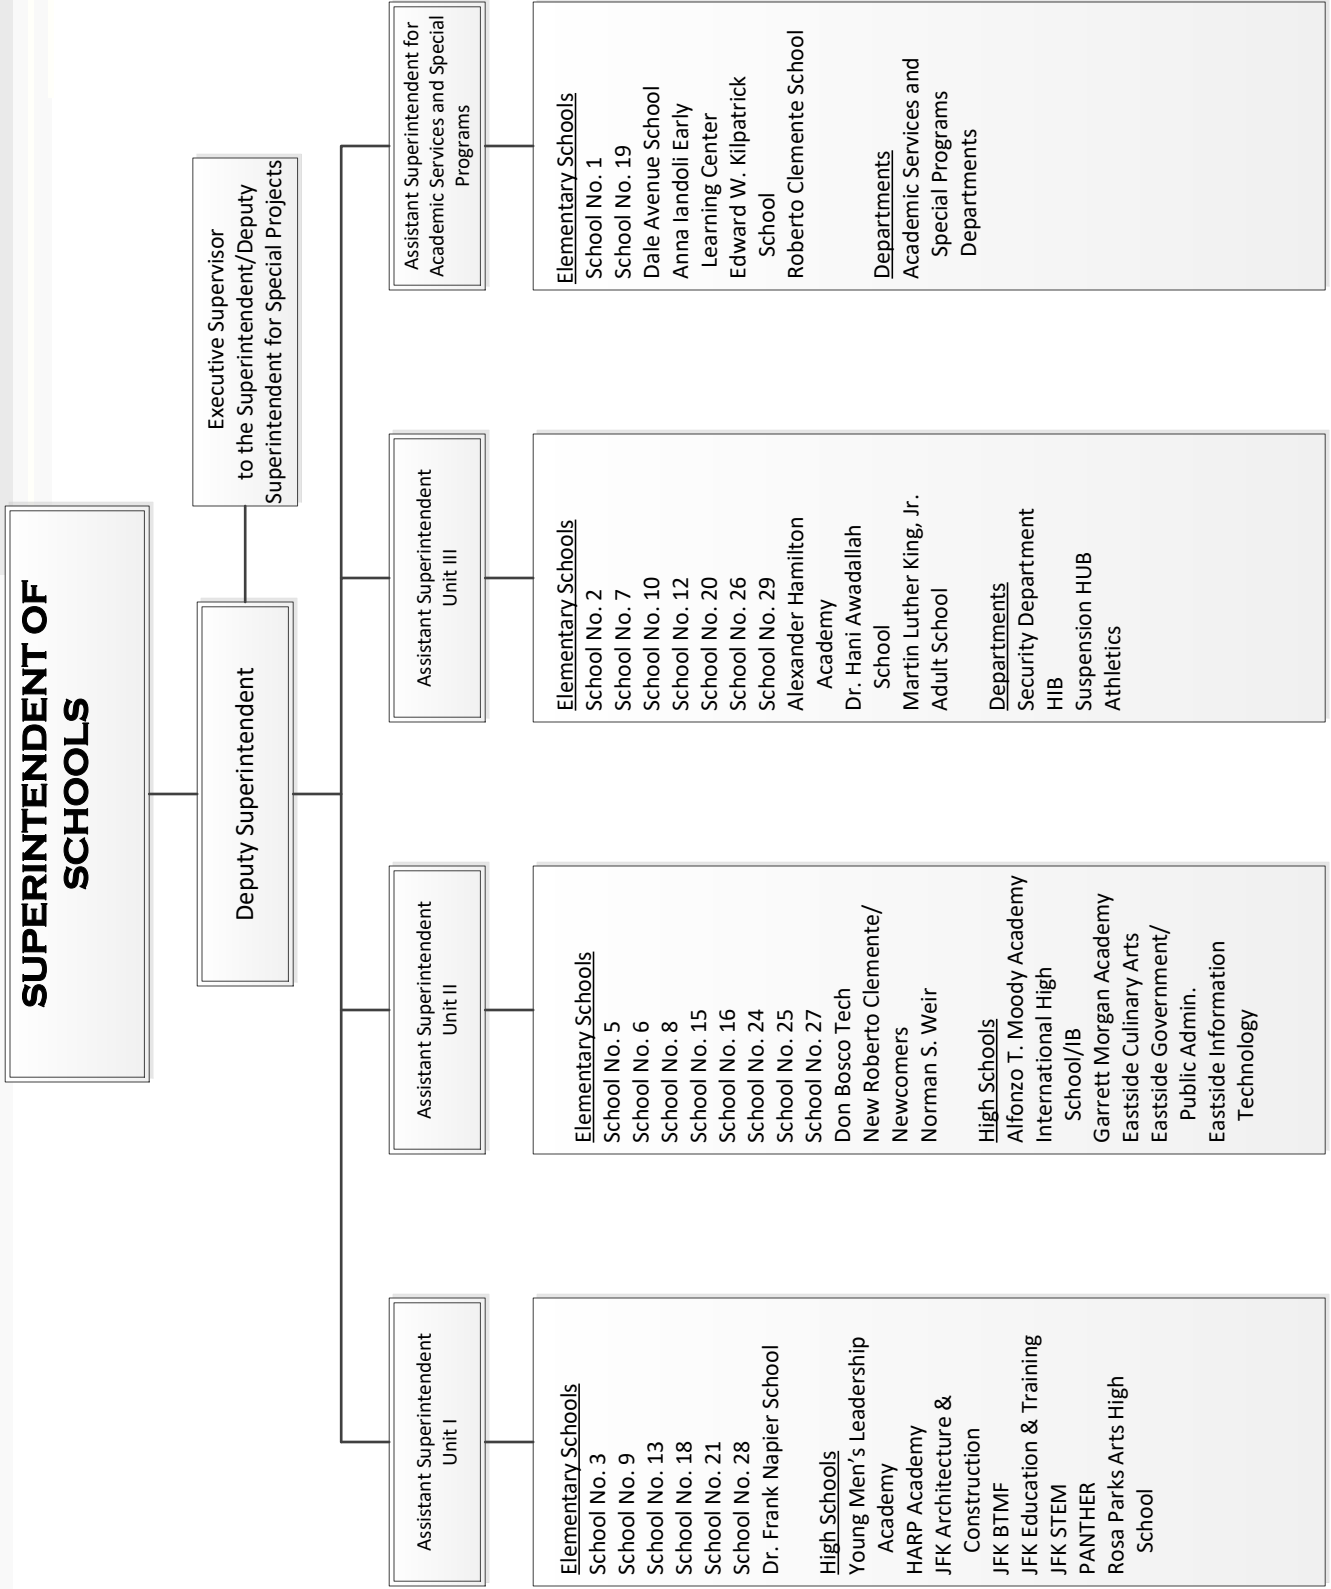 SUPERINTENDENT OF
SCHOOLS
Deputy Superintendent
Executive Supervisor
to the Superintendent/Deputy
Superintendent for Special Projects
Assistant Superintendent
Unit I
Elementary Schools
School No. 3
School No. 9
School No. 13
School No. 18
School No. 21
School No. 28
Dr. Frank Napier School
High Schools
Young Men’s Leadership
Academy
HARP Academy
JFK Architecture &
Construction
JFK BTMF
JFK Education & Training
JFK STEM
PANTHER
Rosa Parks Arts High
School
Assistant Superintendent
Unit II
Elementary Schools
School No. 5
School No. 6
School No. 8
School No. 15
School No. 16
School No. 24
School No. 25
School No. 27
Don Bosco Tech
New Roberto Clemente/
Newcomers
Norman S. Weir
High Schools
Alfonzo T. Moody Academy
International High
School/IB
Garrett Morgan Academy
Eastside Culinary Arts
Eastside Government/
Public Admin.
Eastside Information
Technology
Assistant Superintendent
Unit III
Elementary Schools
School No. 2
School No. 7
School No. 10
School No. 12
School No. 20
School No. 26
School No. 29
Alexander Hamilton
Academy
Dr. Hani Awadallah
School
Martin Luther King, Jr.
Adult School
Departments
Security Department
HIB
Suspension HUB
Athletics
Assistant Superintendent for
Academic Services and Special
Programs
Elementary Schools
School No. 1
School No. 19
Dale Avenue School
Anna Iandoli Early
Learning Center
Edward W. Kilpatrick
School
Roberto Clemente School
Departments
Academic Services and
Special Programs
Departments